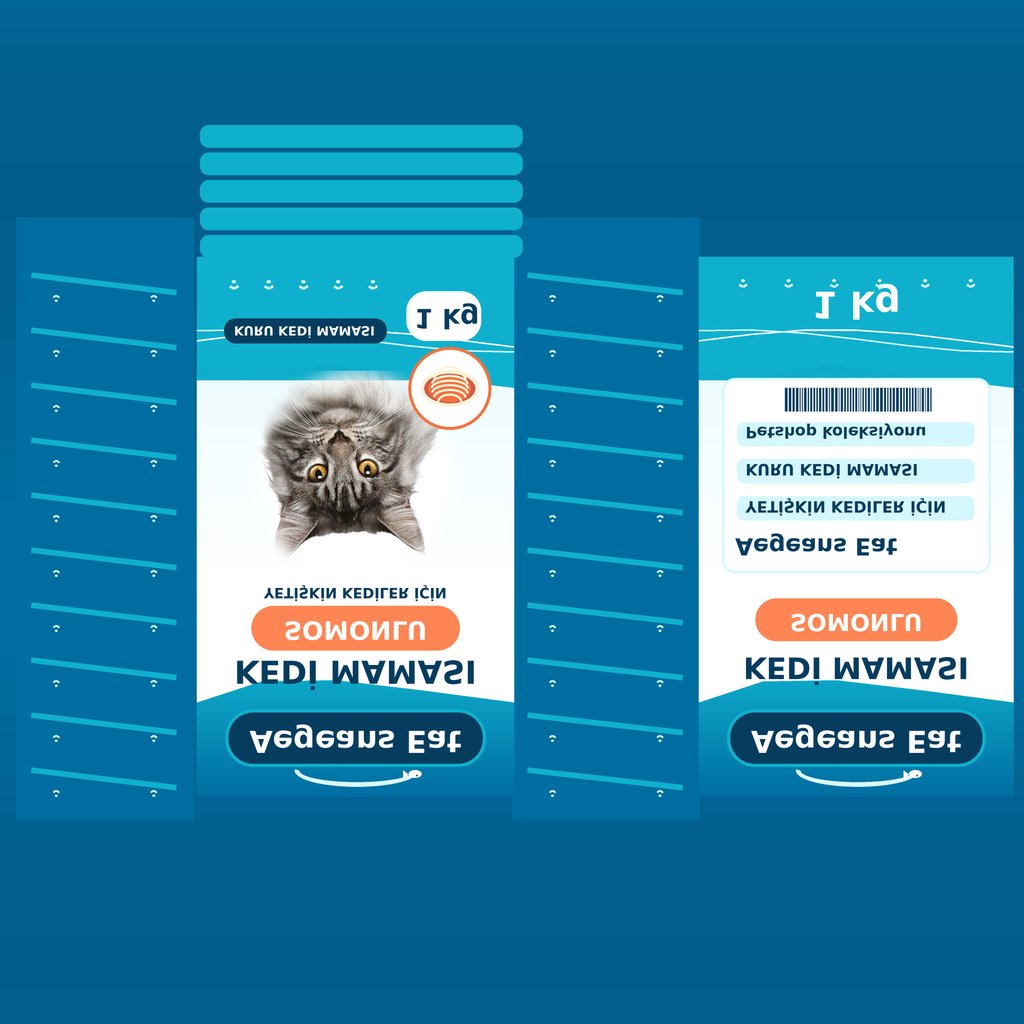 Aegeans Eat
KEDİ MAMASI
SOMONLU
YETİŞKİN KEDİLER İÇİN
KURU KEDİ MAMASI
1 kg
Aegeans Eat
KEDİ MAMASI
SOMONLU
Aegeans Eat
YETİŞKİN KEDİLER İÇİN
KURU KEDİ MAMASI
Petshop koleksiyonu
1 kg